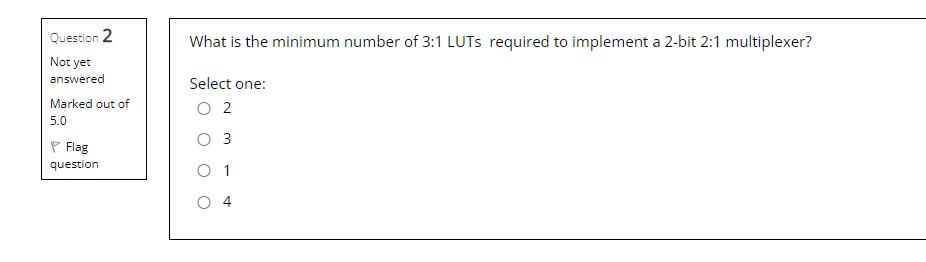 Question 2
Not yet
answered
Marked out of
5.0
Flag
question
What is the minimum number of 3:1 LUTs required to implement a 2-bit 2:1 multiplexer?
Select one:
2
3
1
4